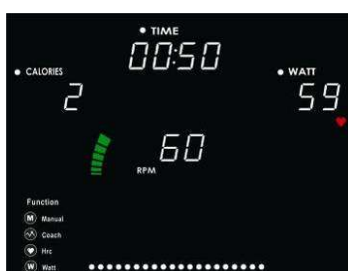 TIME
00:50
CALORIES
WATT
2
59
60
RPM
Function
M Manual
Coach
Hrc
W Watt